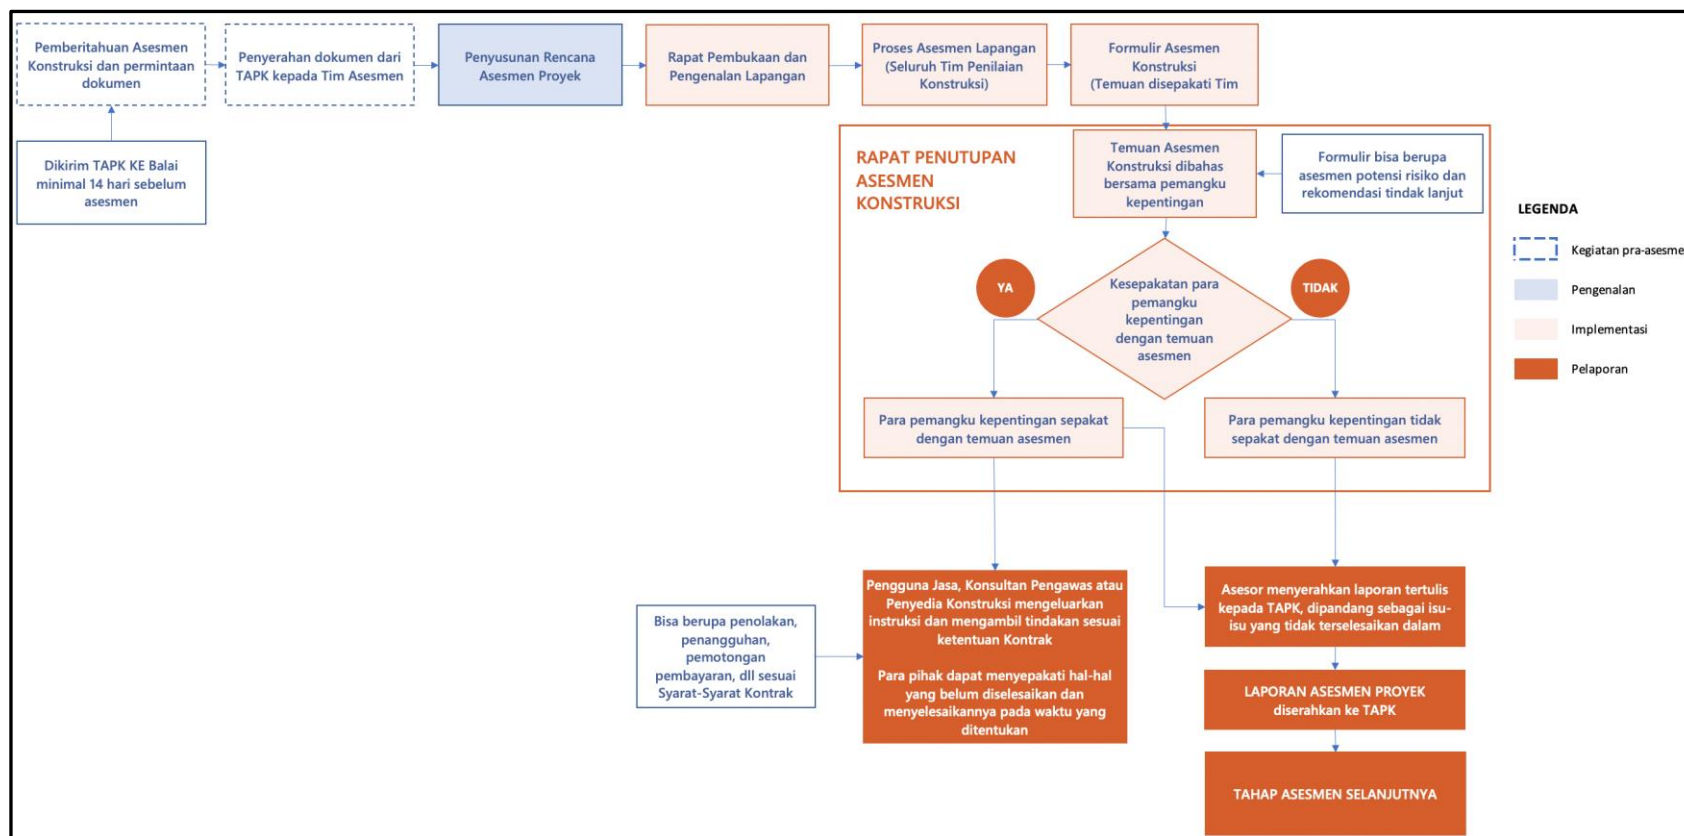 Pemberitahuan Asesmen
Konstruksi dan permintaan
dokumen
Penyerahan dokumen dari
TAPK kepada Tim Asesmen
Penyusunan Rencana
Asesmen Proyek
Rapat Pembukaan dan
Pengenalan Lapangan
Proses Asesmen Lapangan
(Seluruh Tim Penilaian
Konstruksi)
Formulir Asesmen
Konstruksi
(Temuan disepakati Tim
Dikirim TAPK KE Balai
minimal 14 hari sebelum
asesmen
RAPAT PENUTUPAN
ASESMEN
KONSTRUKSI
Temuan Asesmen
Konstruksi dibahas
bersama pemangku
kepentingan
Formulir bisa berupa
asesmen potensi risiko dan
rekomendasi tindak lanjut
YA
Kesepakatan para
pemangku
kepentingan
dengan temuan
asesmen
TIDAK
Para pemangku kepentingan sepakat
dengan temuan asesmen
Para pemangku kepentingan tidak
sepakat dengan temuan asesmen
Bisa berupa penolakan,
penangguhan,
pemotongan
pembayaran, dll sesuai
Syarat-Syarat Kontrak
Pengguna Jasa, Konsultan Pengawas atau
Penyedia Konstruksi mengeluarkan
instruksi dan mengambil tindakan sesuai
ketentuan Kontrak
Para pihak dapat menyepakati hal-hal
yang belum diselesaikan dan
menyelesaikannya pada waktu yang
ditentukan
Asesor menyerahkan laporan tertulis
kepada TAPK, dipandang sebagai isu-
isu yang tidak terselesaikan dalam
LAPORAN ASESMEN PROYEK
diserahkan ke TAPK
TAHAP ASESMEN SELANJUTNYA
LEGENDA
Kegiatan pra-asesme
Pengenalan
Implementasi
Pelaporan